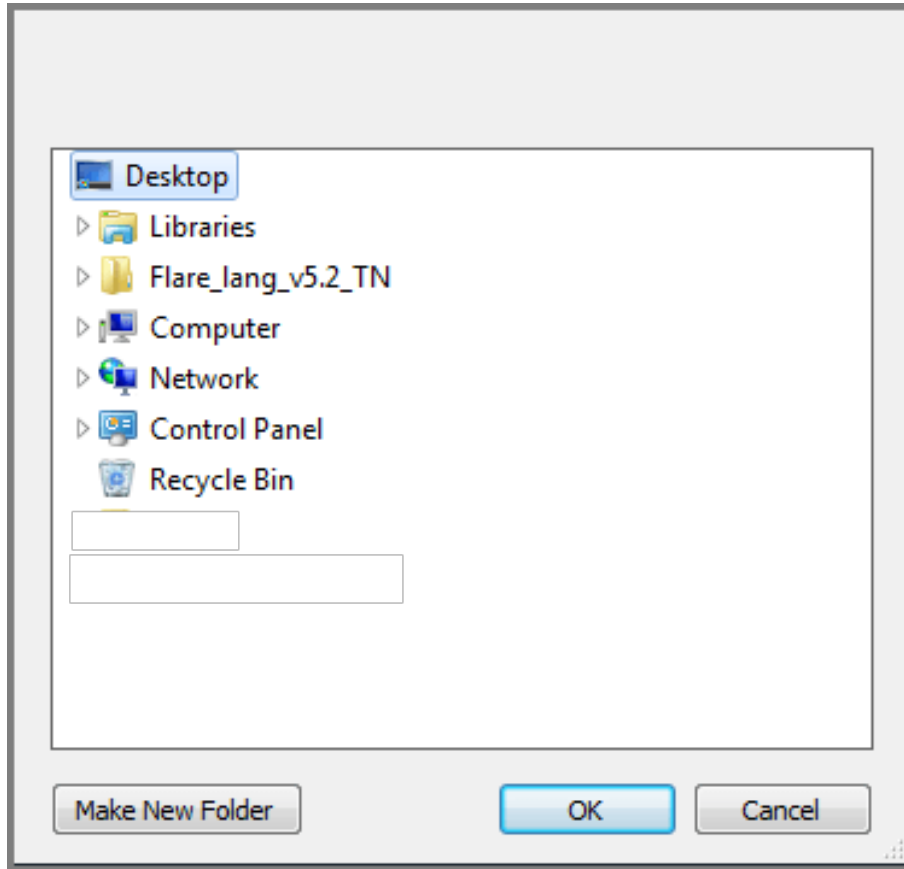 Desktop
Libraries
Flare_lang_v5.2_TN
Computer
Network
Control Panel
Recycle Bin
Make New Folder
OK
Cancel